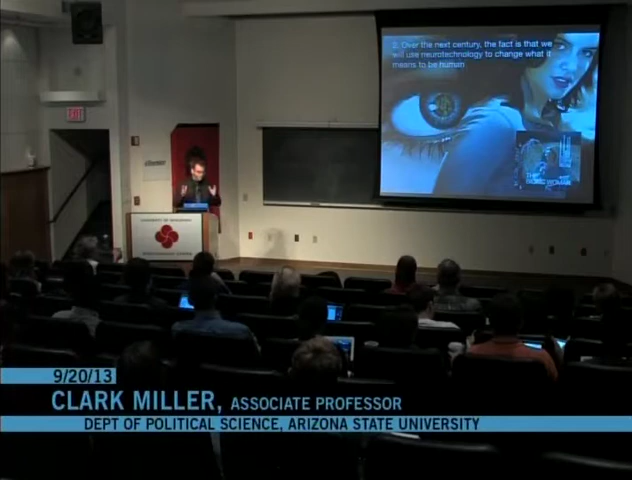 2. Over the next century, the fact is that we
will use neurotechnology to change what it
means to be human
EXIT
9/20/13
CLARK MILLER, ASSOCIATE PROFESSOR
DEPT OF POLITICAL SCIENCE, ARIZONA STATE UNIVERSITY